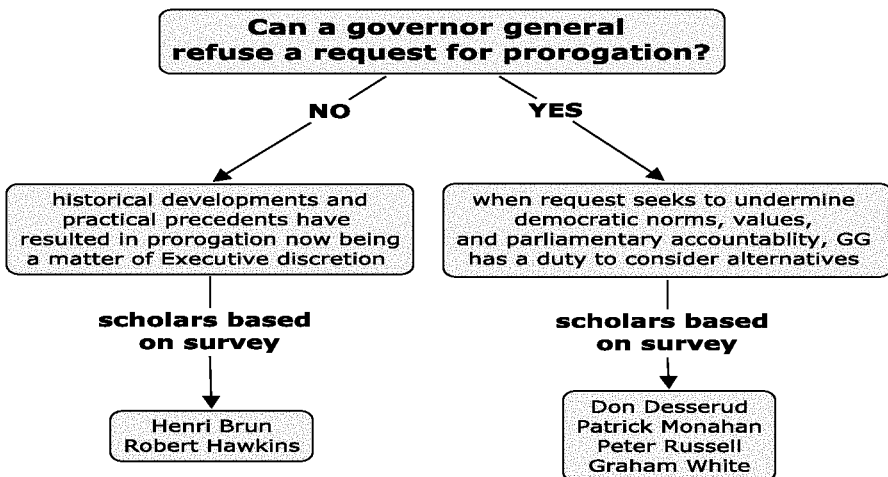 Can a governor general
refuse a request for prorogation?
NO
YES
historical developments and
practical precedents have
resulted in prorogation now being
a matter of Executive discretion
when request seeks to undermine
democratic norms, values,
and parliamentary accountablity, GG
has a duty to consider alternatives
scholars based
on survey
scholars based
on survey
Henri Brun
Robert Hawkins
Don Desserud
Patrick Monahan
Peter Russell
Graham White